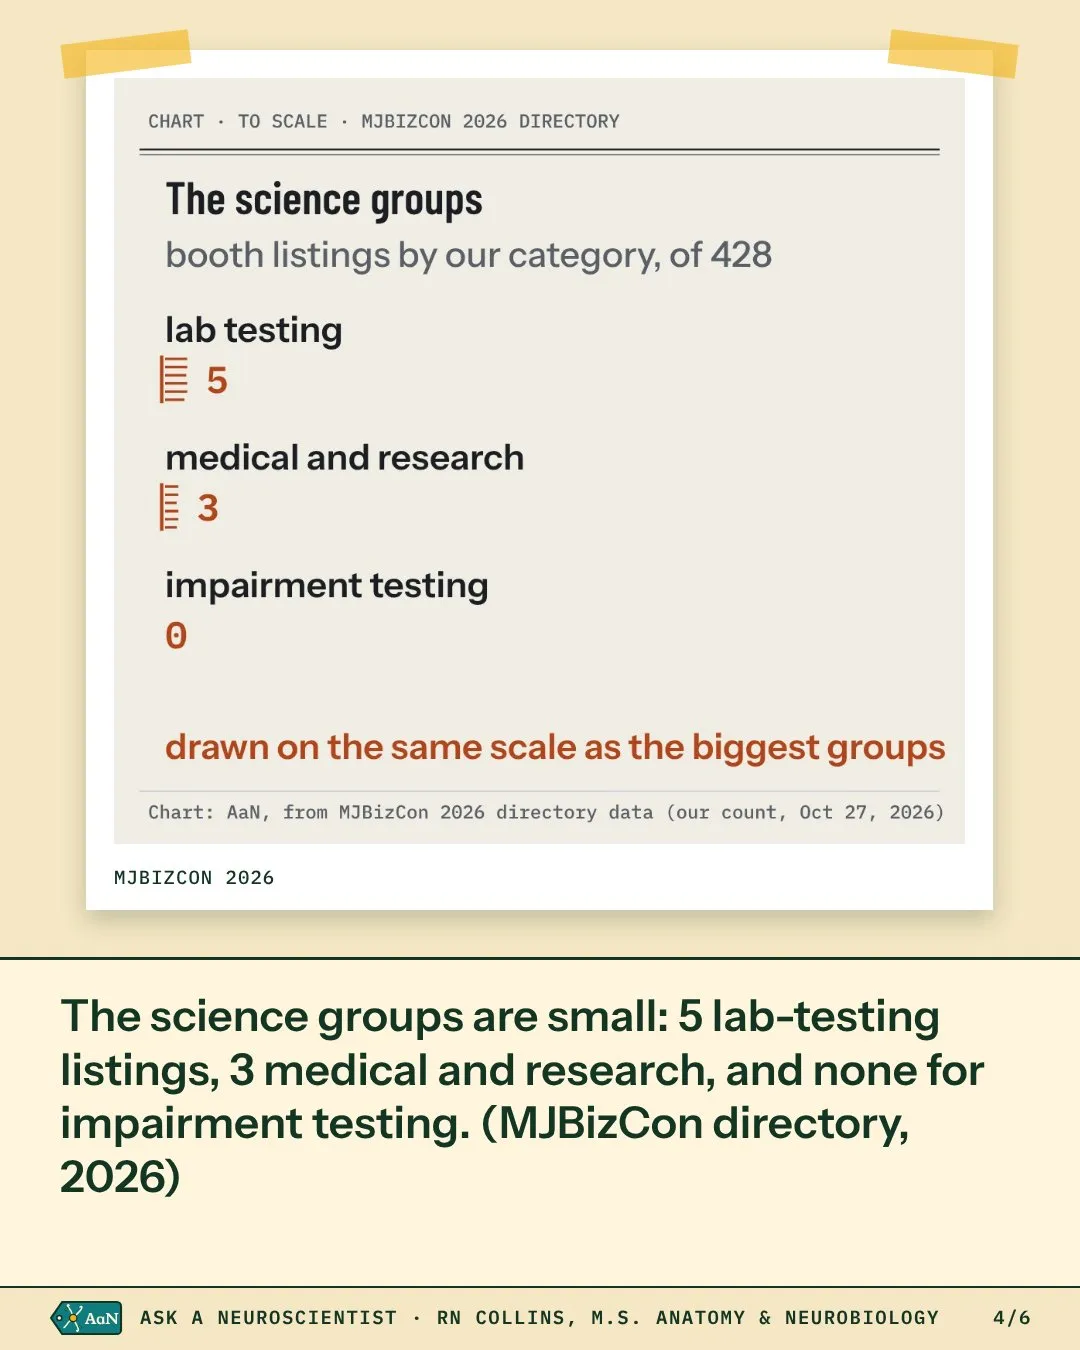 CHART · TO SCALE · MJBIZCON 2026 DIRECTORY
The science groups
booth listings by our category, of 428
lab testing
5
medical and research
3
impairment testing
0
drawn on the same scale as the biggest groups
Chart: AaN, from MJBizCon 2026 directory data (our count, Oct 27, 2026)
MJBIZCON 2026
The science groups are small: 5 lab-testing
listings, 3 medical and research, and none for
impairment testing. (MJBizCon directory,
2026)
AaN ASK A NEUROSCIENTIST · RN COLLINS, M.S. ANATOMY & NEUROBIOLOGY 4/6